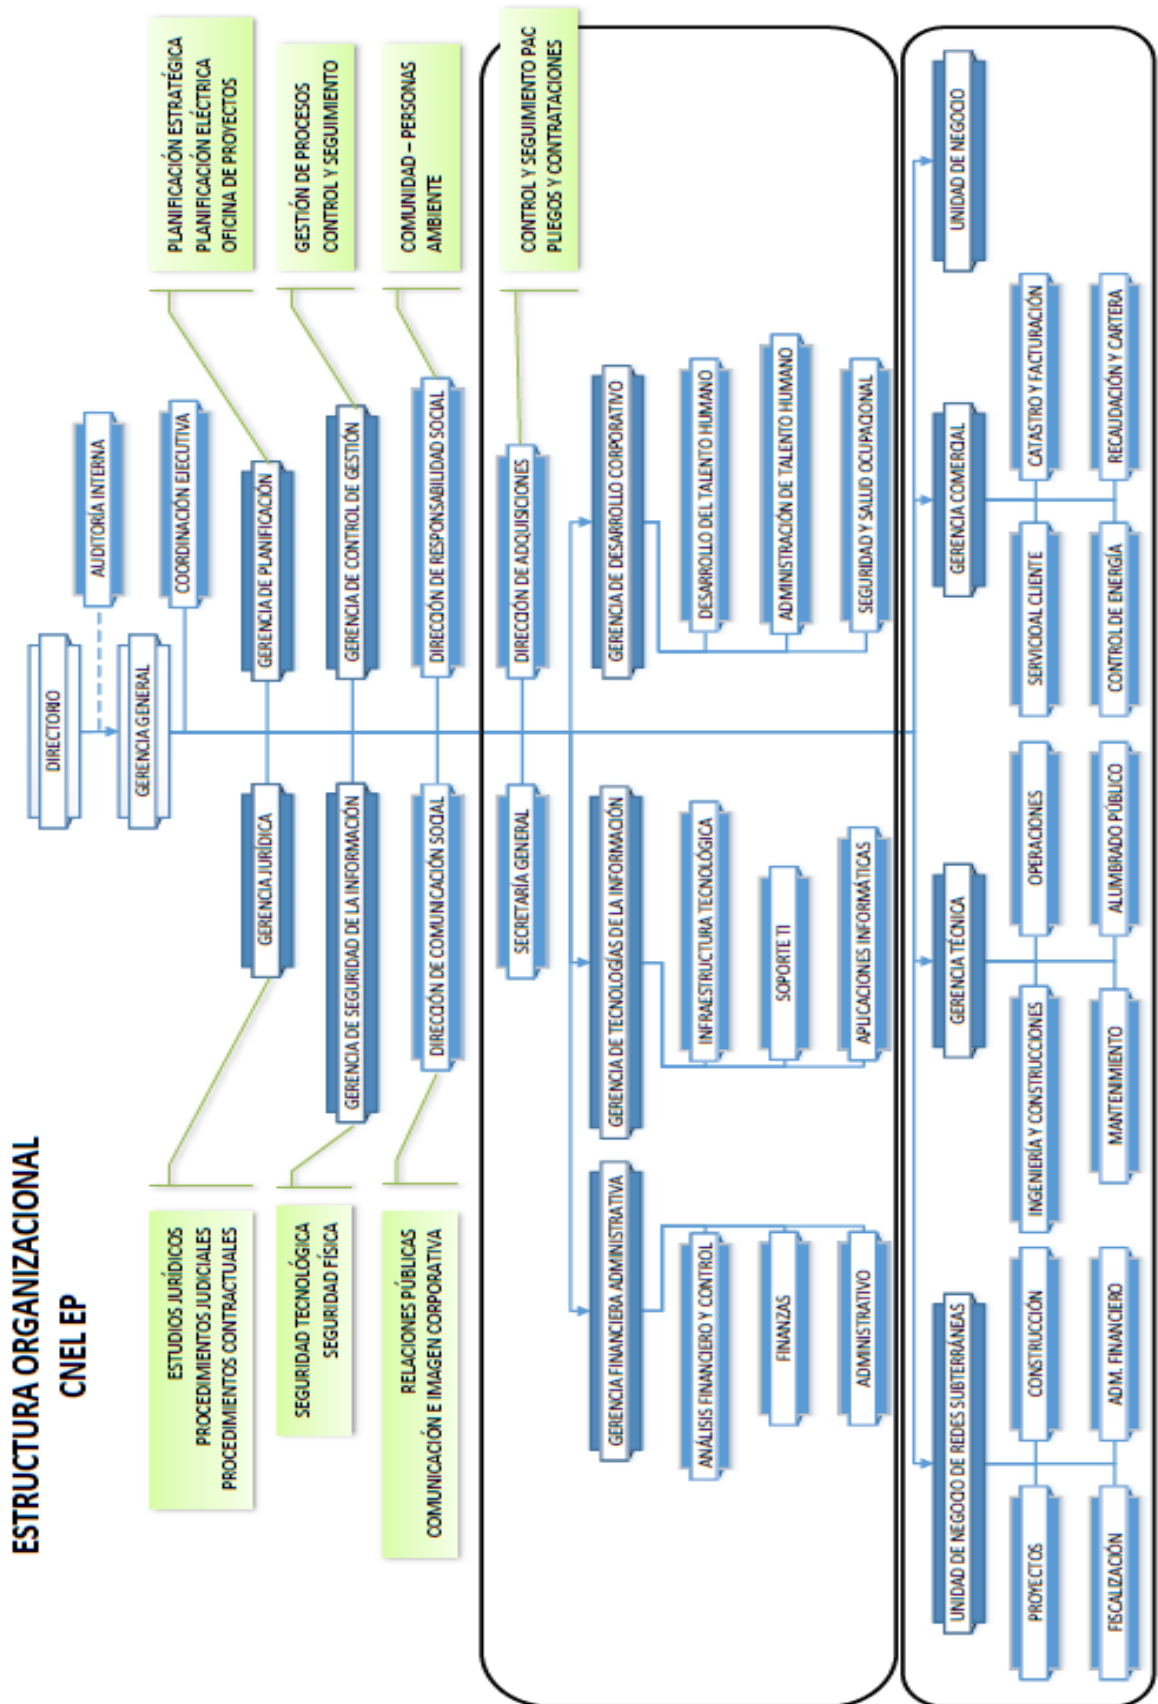 ESTRUCTURA ORGANIZACIONAL
CNEL EP
DIRECTORIO
AUDITORÍA INTERNA
GERENCIA GENERAL
COORDINACIÓN EJECUTIVA
ESTUDIOS JURÍDICOS
PROCEDIMIENTOS JUDICIALES
PROCEDIMIENTOS CONTRACTUALES
GERENCIA JURÍDICA
GERENCIA DE PLANIFICACIÓN
PLANIFICACIÓN ESTRATÉGICA
PLANIFICACIÓN ELÉCTRICA
OFICINA DE PROYECTOS
SEGURIDAD TECNOLÓGICA
SEGURIDAD FÍSICA
GERENCIA DE SEGURIDAD DE LA INFORMACIÓN
GERENCIA DE CONTROL DE GESTIÓN
GESTIÓN DE PROCESOS
CONTROL Y SEGUIMIENTO
RELACIONES PÚBLICAS
COMUNICACIÓN E IMAGEN CORPORATIVA
DIRECCIÓN DE COMUNICACIÓN SOCIAL
DIRECCIÓN DE RESPONSABILIDAD SOCIAL
COMUNIDAD – PERSONAS
AMBIENTE
SECRETARÍA GENERAL
DIRECCIÓN DE ADQUISICIONES
CONTROL Y SEGUIMIENTO PAC
PLIEGOS Y CONTRATACIONES
GERENCIA FINANCIERA ADMINISTRATIVA
GERENCIA DE TECNOLOGÍAS DE LA INFORMACIÓN
GERENCIA DE DESARROLLO CORPORATIVO
ANÁLISIS FINANCIERO Y CONTROL
INFRAESTRUCTURA TECNOLÓGICA
DESARROLLO DEL TALENTO HUMANO
FINANZAS
SOPORTE TI
ADMINISTRACIÓN DE TALENTO HUMANO
ADMINISTRATIVO
APLICACIONES INFORMÁTICAS
SEGURIDAD Y SALUD OCUPACIONAL
UNIDAD DE NEGOCIO DE REDES SUBTERRÁNEAS
GERENCIA TÉCNICA
GERENCIA COMERCIAL
UNIDAD DE NEGOCIO
PROYECTOS
CONSTRUCCIÓN
INGENIERÍA Y CONSTRUCCIONES
OPERACIONES
SERVICIO AL CLIENTE
CATASTRO Y FACTURACIÓN
FISCALIZACIÓN
ADM. FINANCIERO
MANTENIMIENTO
ALUMBRADO PÚBLICO
CONTROL DE ENERGÍA
RECAUDACIÓN Y CARTERA